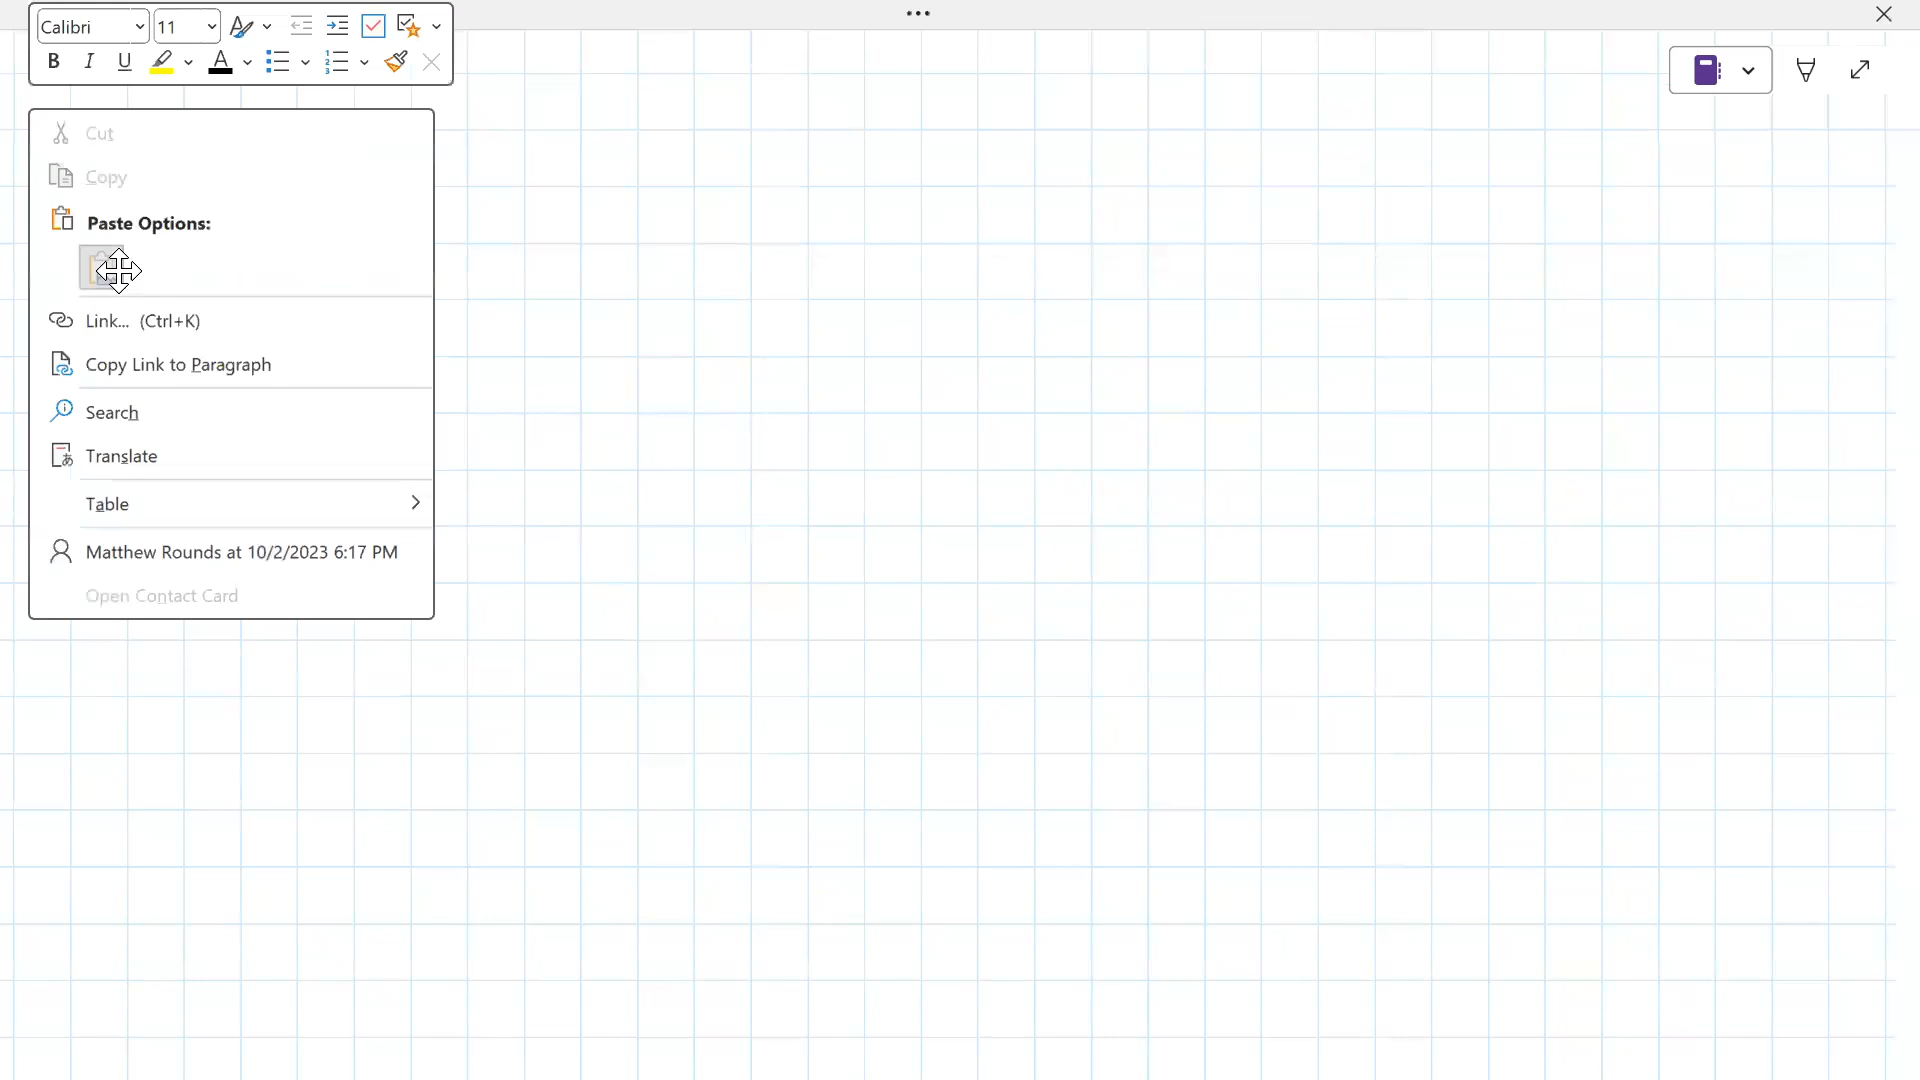 Calibri 11
B I U A
Cut
Copy
Paste Options:
Link... (Ctrl+K)
Copy Link to Paragraph
Search
Translate
Table
Matthew Rounds at 10/2/2023 6:17 PM
Open Contact Card